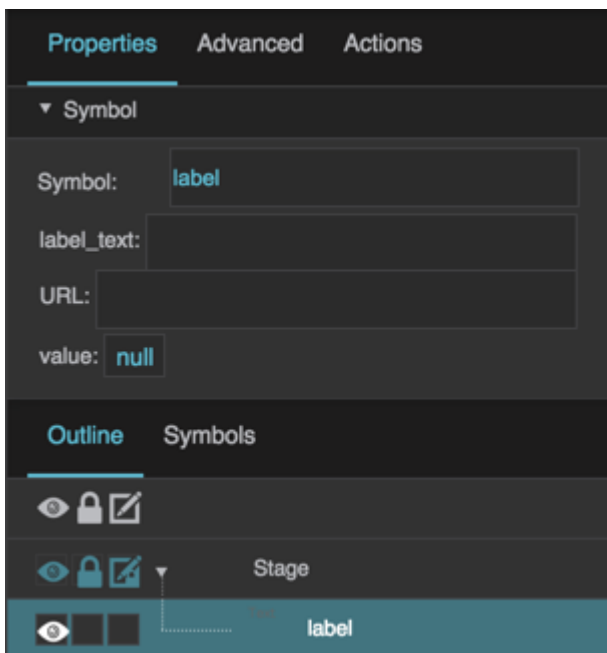 Properties Advanced Actions
Symbol
Symbol: label
label_text:
URL:
value: null
Outline Symbols
Stage
label